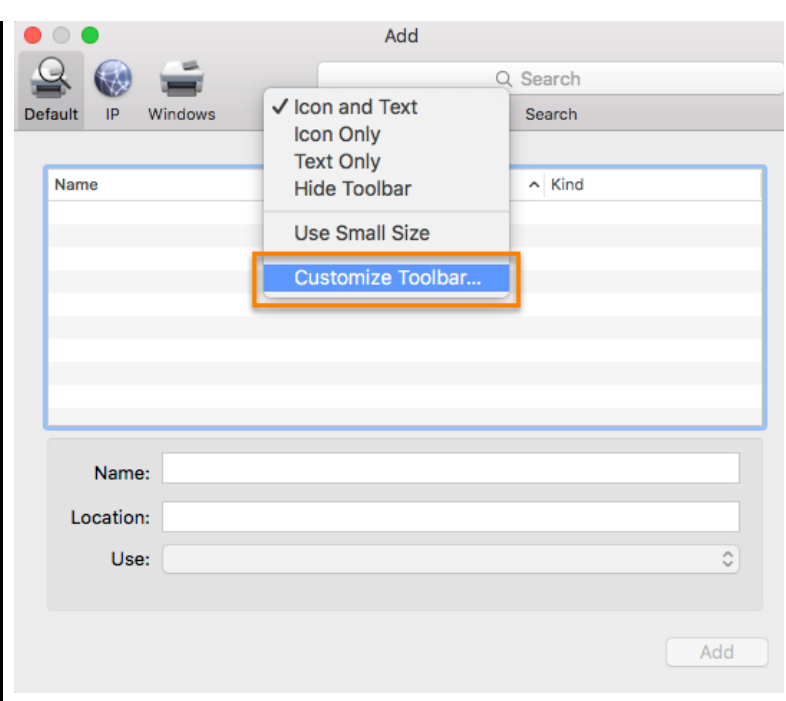 Add
Search
Default IP Windows Search
✓ Icon and Text
Icon Only
Text Only
Hide Toolbar
Use Small Size
Customize Toolbar...
Name Kind
Name:
Location:
Use:
Add